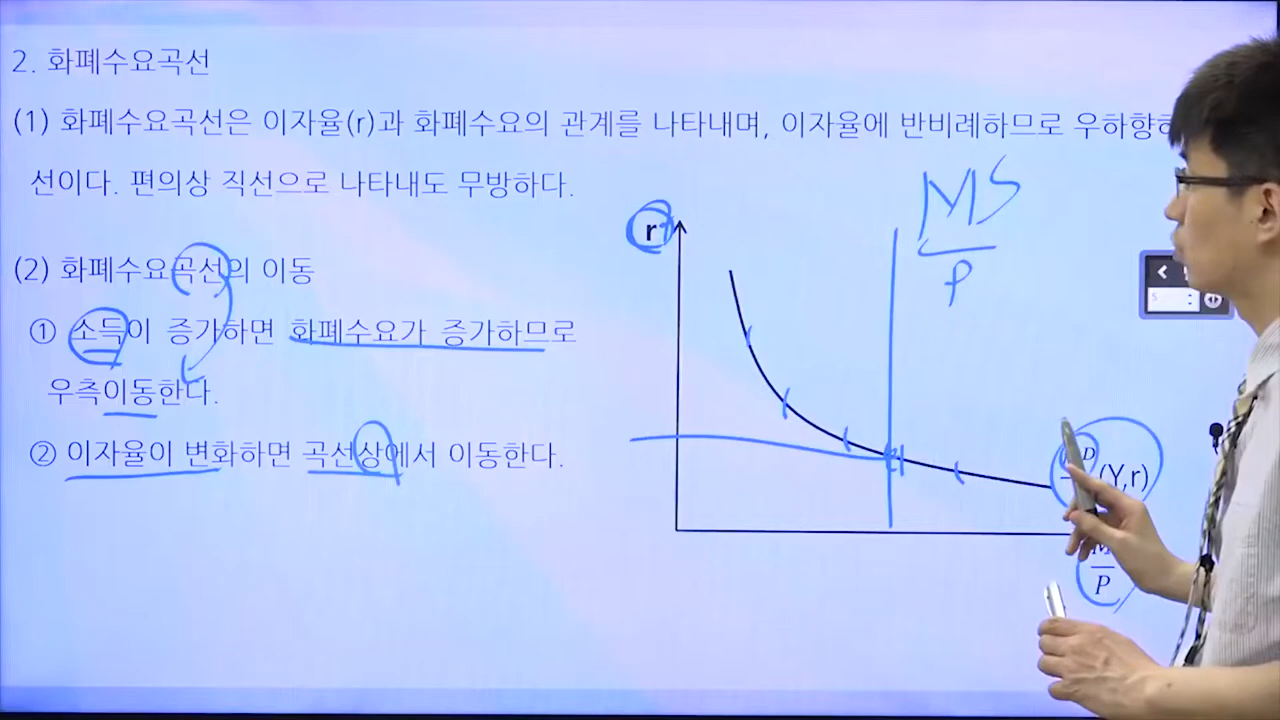 2. 화폐수요곡선
(1) 화폐수요곡선은 이자율(r)과 화폐수요의 관계를 나타내며, 이자율에 반비례하므로 우하향하
선이다. 편의상 직선으로 나타내도 무방하다.
(2) 화폐수요곡선의 이동
① 소득이 증가하면 화폐수요가 증가하므로
우측이동한다.
② 이자율이 변화하면 곡선상에서 이동한다.
r
MS
P
D
(Y,r)
M
P
5